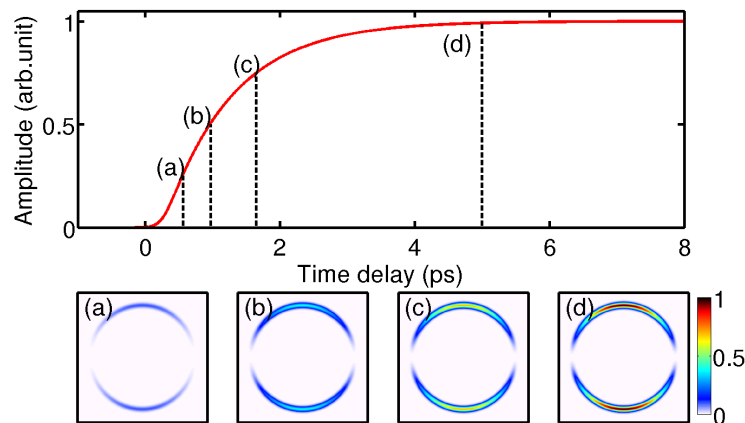 Amplitude (arb.unit)
1
0.5
0
(a)
(b)
(c)
(d)
0 2 4 6 8
Time delay (ps)
(a) (b) (c) (d)
1
0.5
0